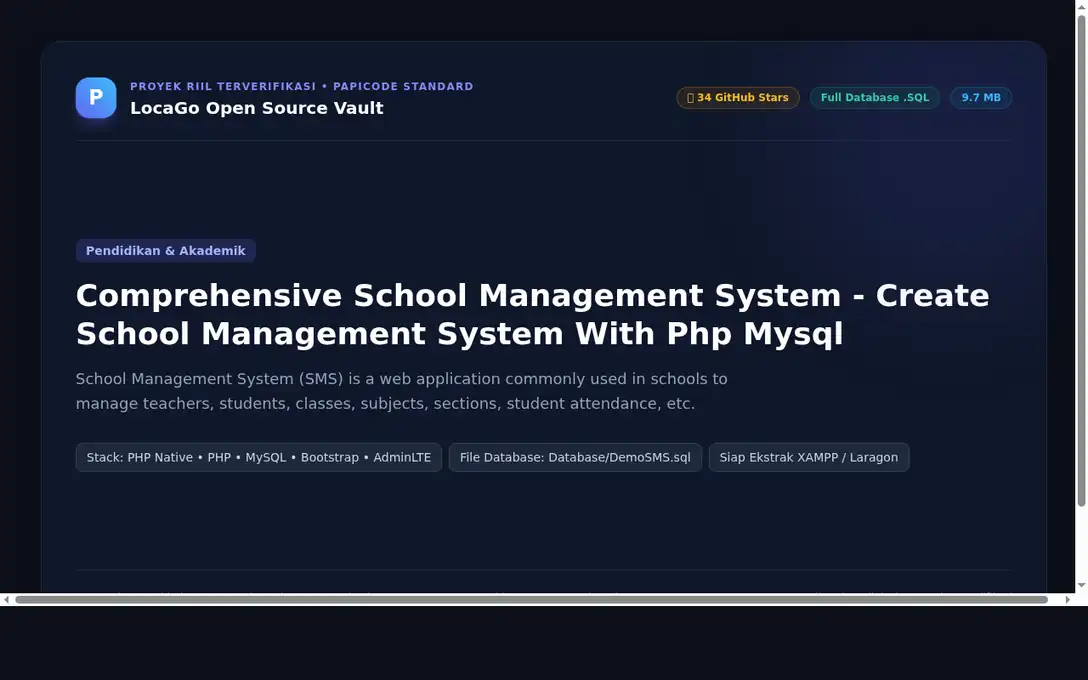 P
PROYEK RIIL TERVERIFIKASI • PAPICODE STANDARD
LocaGo Open Source Vault
34 GitHub Stars
Full Database .SQL
9.7 MB
Pendidikan & Akademik
Comprehensive School Management System - Create
School Management System With Php Mysql
School Management System (SMS) is a web application commonly used in schools to
manage teachers, students, classes, subjects, sections, student attendance, etc.
Stack: PHP Native • PHP • MySQL • Bootstrap • AdminLTE
File Database: Database/DemoSMS.sql
Siap Ekstrak XAMPP / Laragon